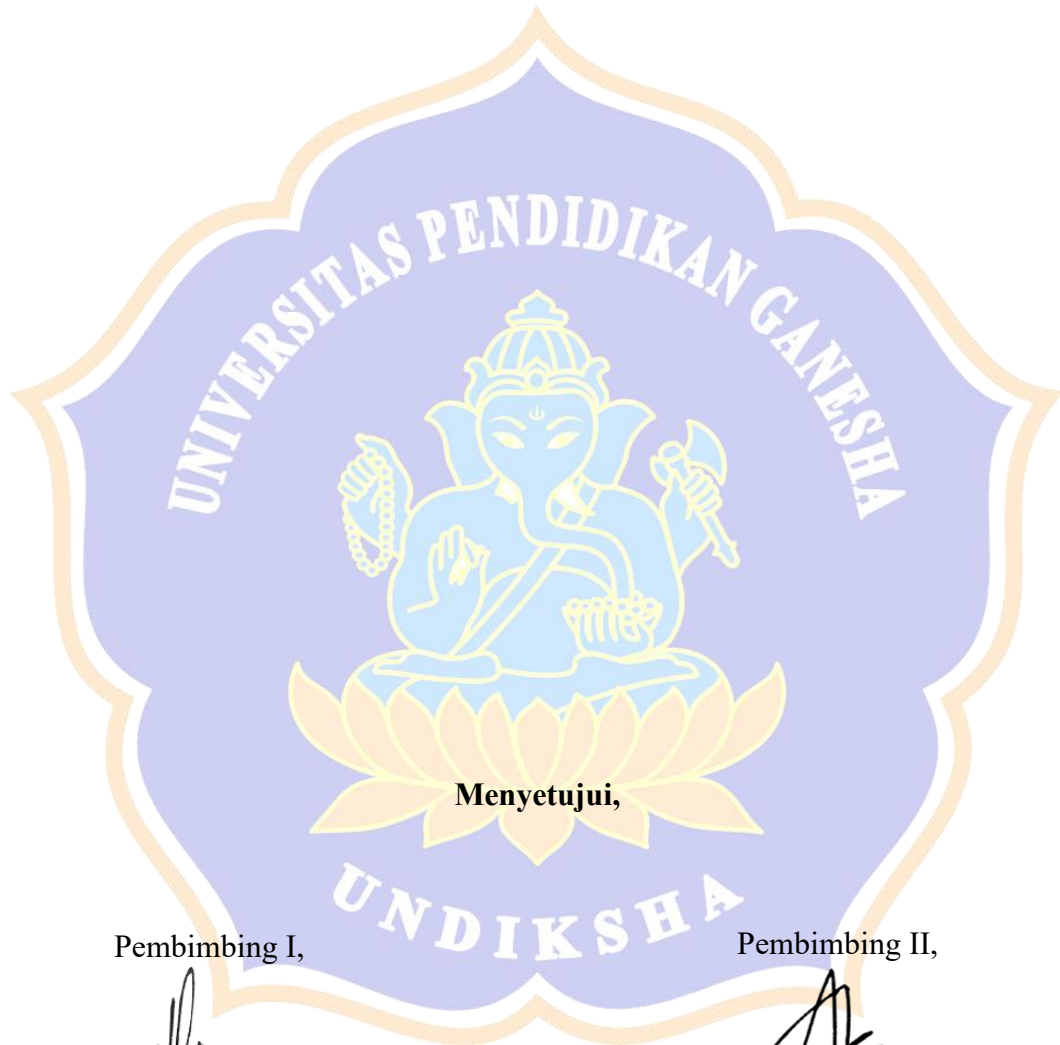 UNIVERSITAS PENDIDIKAN GANESHA
Menyetujui,
UNDIKSHA
Pembimbing I,
Pembimbing II,